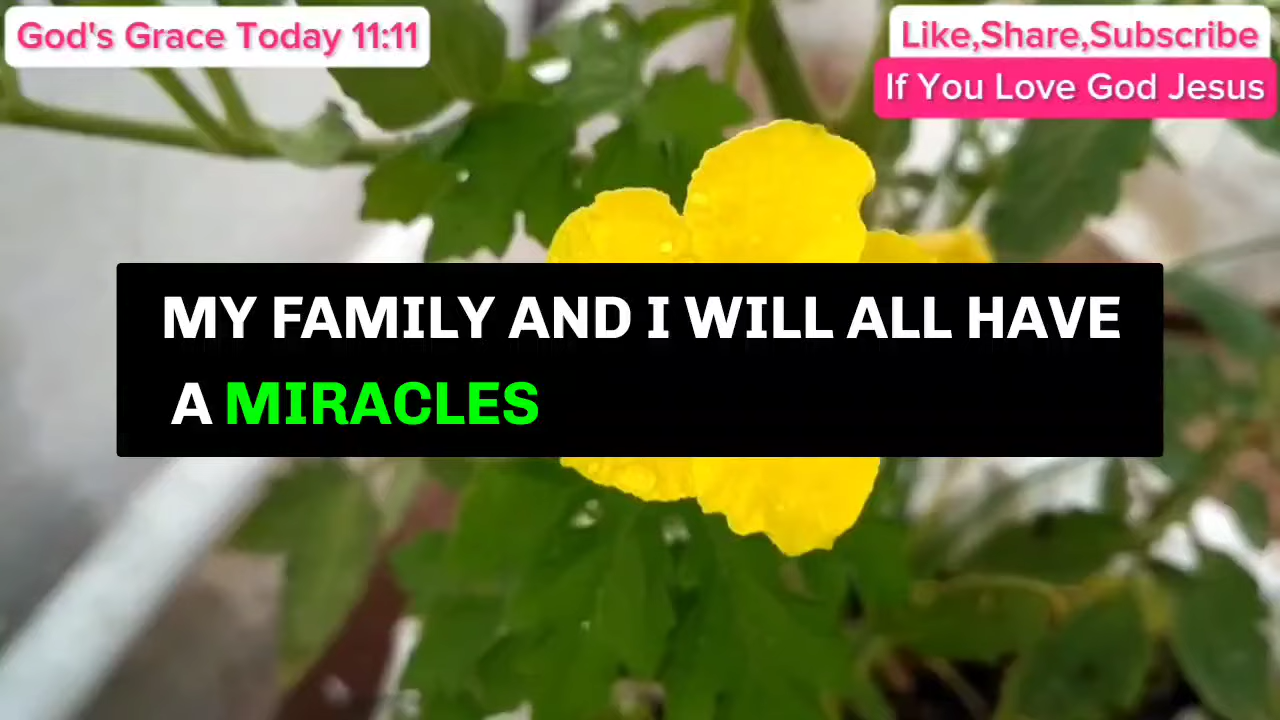 God's Grace Today 11:11
Like,Share,Subscribe
If You Love God Jesus
MY FAMILY AND I WILL ALL HAVE
A MIRACLES